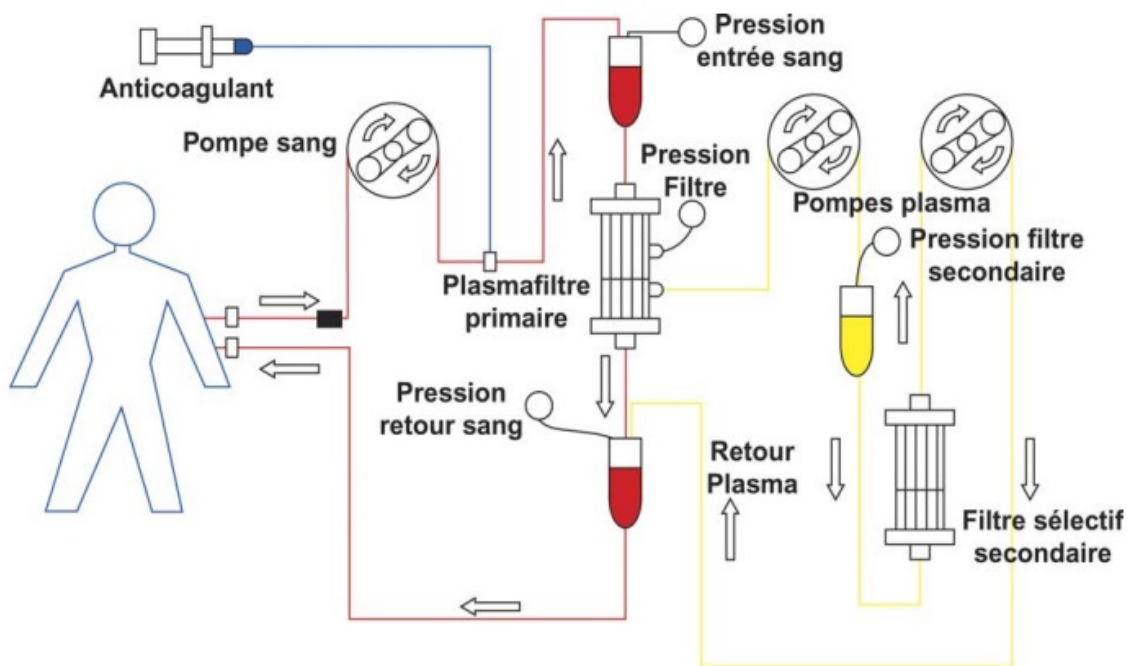 Anticoagulant
Pompe sang
Pression
entrée sang
Pression
Filtre
Pompes plasma
Pression filtre
secondaire
Plasmafiltre
primaire
Pression
retour sang
Retour
Plasma
Filtre sélectif
secondaire